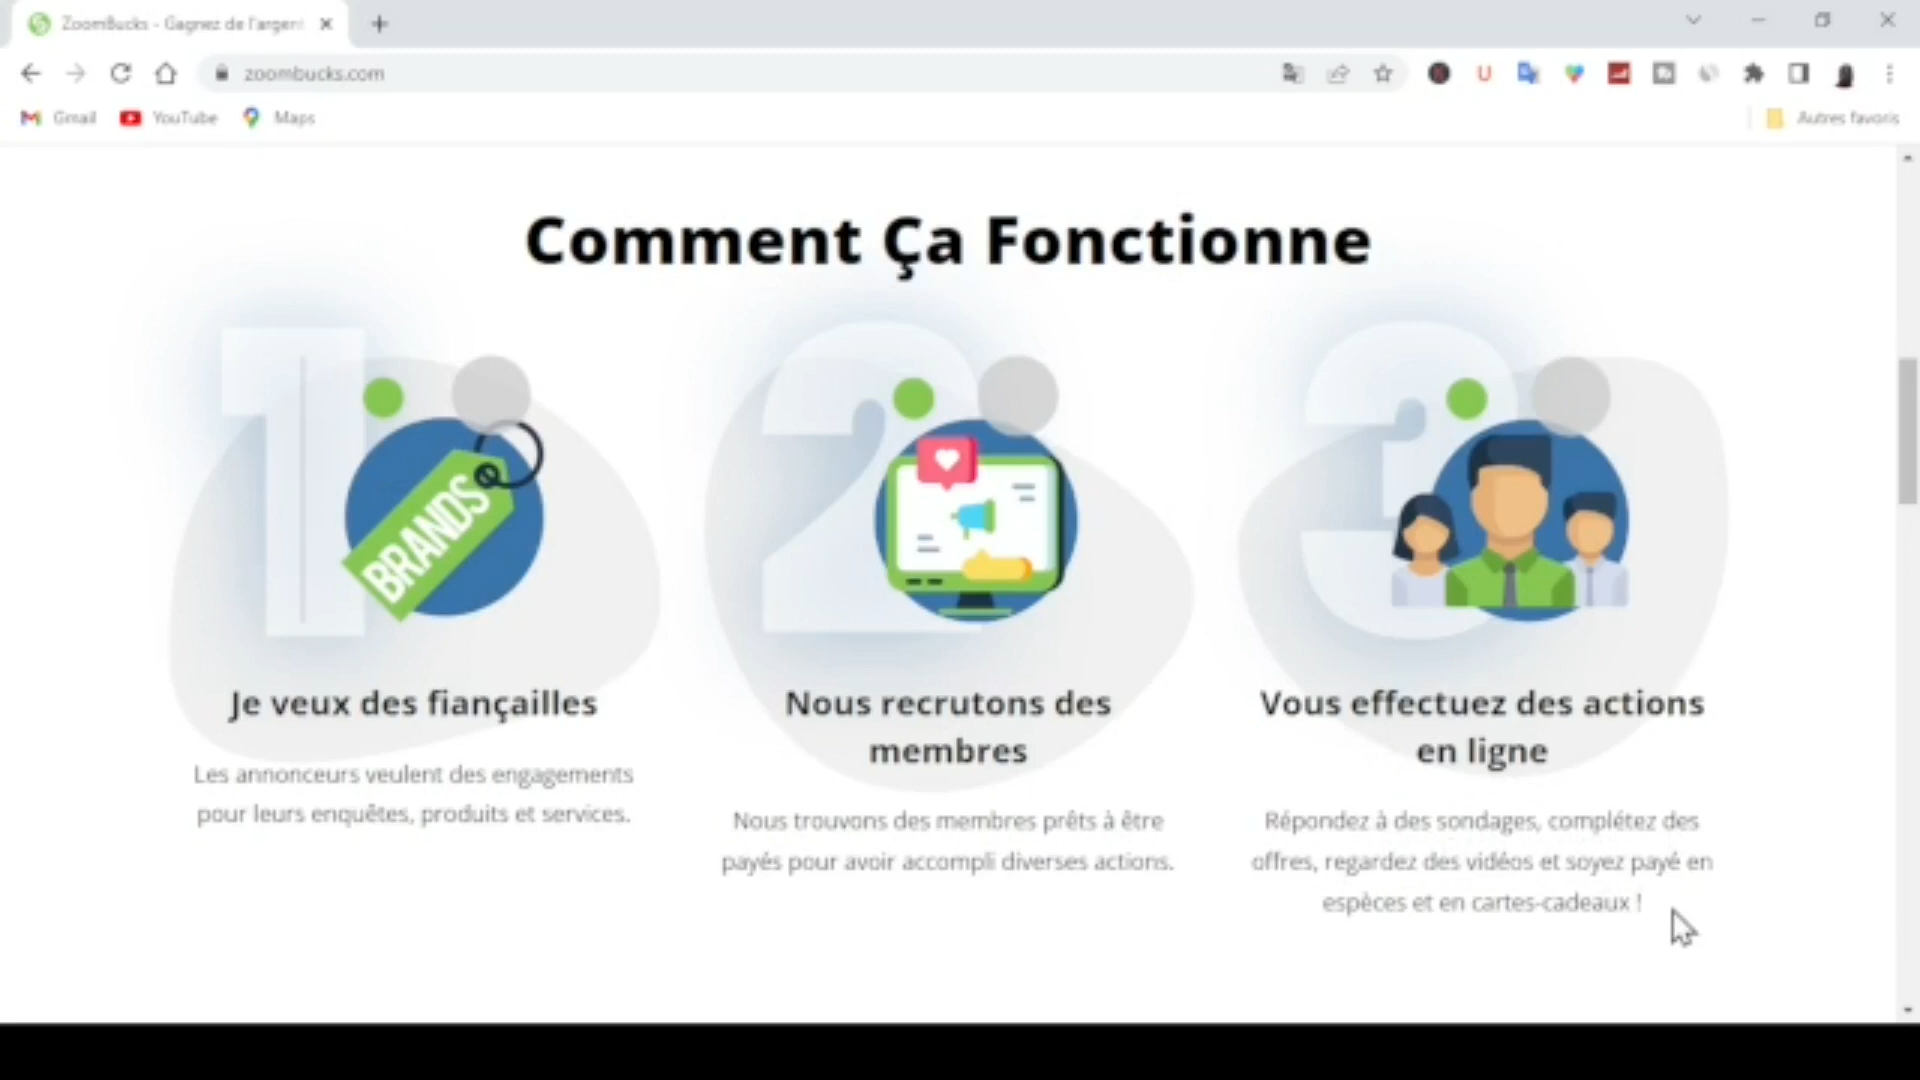 ZoomBucks - Gagnez de l'argent
zoombucks.com
Gmail
YouTube
Maps
Autres favoris
Comment Ça Fonctionne
1
2
3
BRANDS
Je veux des fiançailles
Les annonceurs veulent des engagements
pour leurs enquêtes, produits et services.
Nous recrutons des
membres
Nous trouvons des membres prêts à être
payés pour avoir accompli diverses actions.
Vous effectuez des actions
en ligne
Répondez à des sondages, complétez des
offres, regardez des vidéos et soyez payé en
espèces et en cartes-cadeaux !